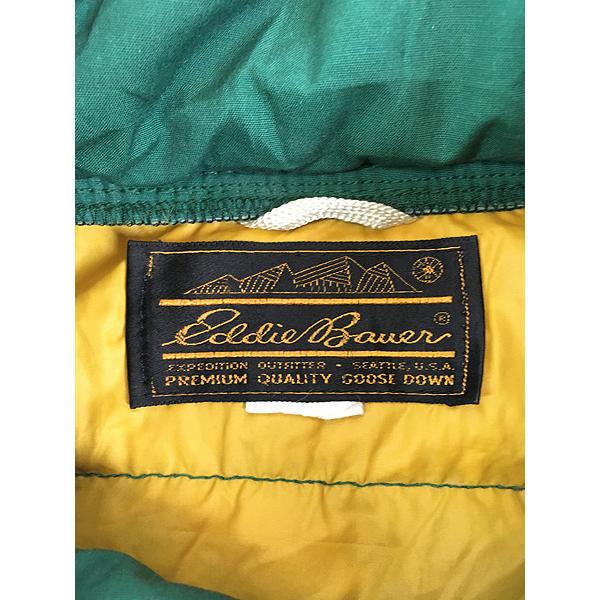 Eddie Bauer ®
EXPEDITION OUTFITTER - SEATTLE, U.S.A.
PREMIUM QUALITY GOOSE DOWN